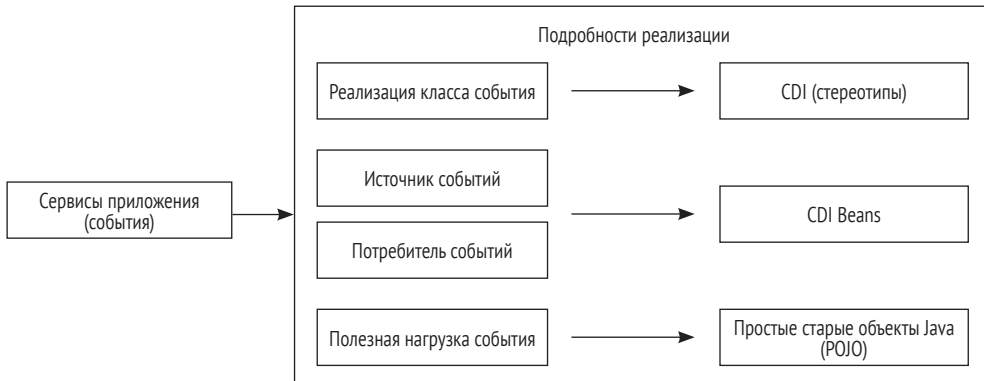 Подробности реализации
Реализация класса события
CDI (стереотипы)
Источник событий
Сервисы приложения
(события)
CDI Beans
Потребитель событий
Полезная нагрузка события
Простые старые объекты Java
(POJO)